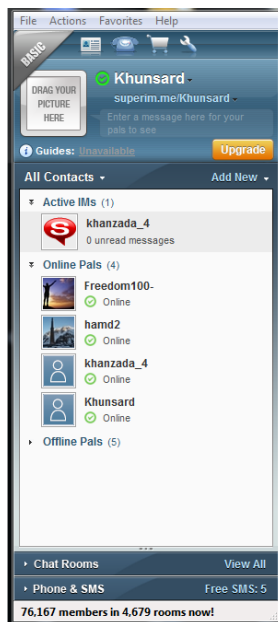 File Actions Favorites Help
BASIC
DRAG YOUR
PICTURE
HERE
Khunsard
superim.me/Khunsard
Enter a message here for your
pals to see
Guides: Unavailable
Upgrade
All Contacts
Add New
Active IMs (1)
khanzada_4
0 unread messages
Online Pals (4)
Freedom100-
Online
hamd2
Online
khanzada_4
Online
Khunsard
Online
Offline Pals (5)
Chat Rooms
View All
Phone & SMS
Free SMS: 5
76,167 members in 4,679 rooms now!